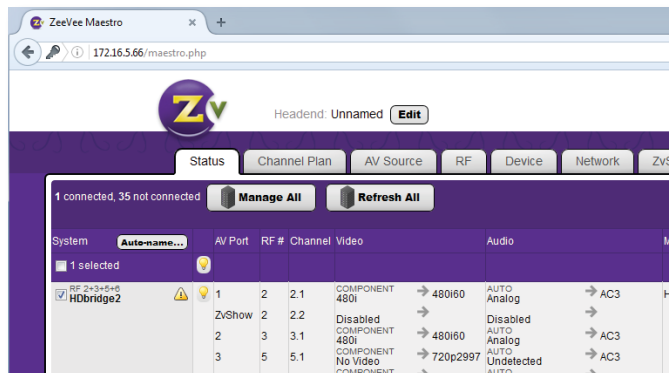 ZeeVee Maestro
172.16.5.66/maestro.php
Zv
Headend: Unnamed Edit
Status Channel Plan AV Source RF Device Network
1 connected, 35 not connected Manage All Refresh All
System Auto-name... AV Port RF # Channel Video Audio
1 selected
RF 2+3+5+6
HDbridge2
1 2 2.1 COMPONENT 480i 480i60 AUTO Analog AC3
ZvShow 2 2.2 Disabled Disabled
2 3 3.1 COMPONENT 480i 480i60 AUTO Analog AC3
3 5 5.1 COMPONENT No Video 720p2997 AUTO Undetected AC3
COMPONENT AUTO